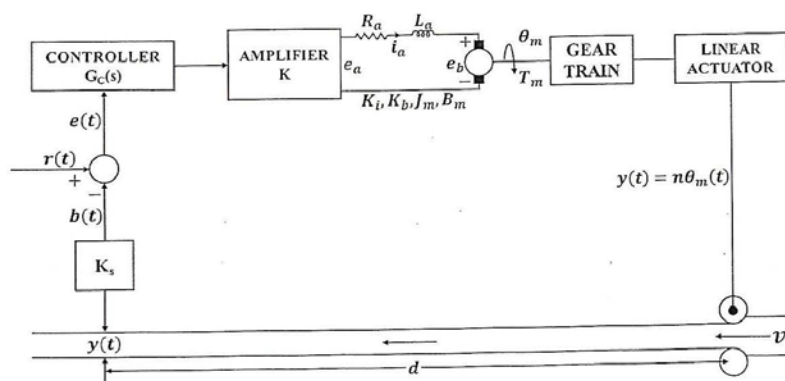 CONTROLLER
G_C(s)
AMPLIFIER
K
R_a
L_a
i_a
e_a
+
e_b
−
θ_m
T_m
K_i, K_b, J_m, B_m
GEAR
TRAIN
LINEAR
ACTUATOR
e(t)
r(t)
+
−
b(t)
y(t) = nθ_m(t)
K_s
y(t)
v
d